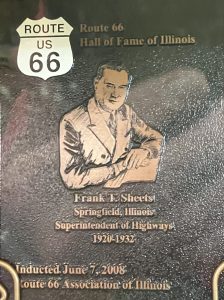 ROUTE
US
66
Route 66
Hall of Fame of Illinois
Frank T. Sheets
Springfield, Illinois
Superintendent of Highways
1920-1932
Inducted June 7, 2008
Route 66 Association of Illinois